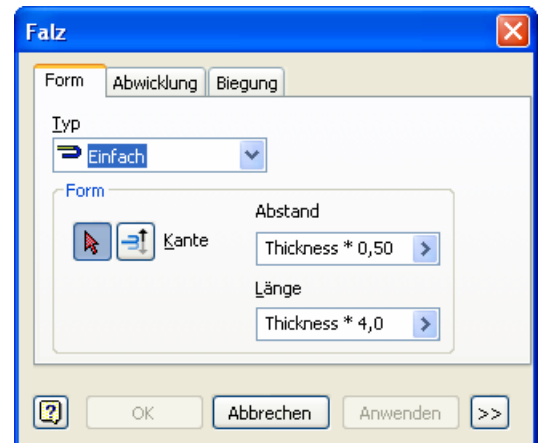 Falz
Form Abwicklung Biegung
Typ
Einfach
Form
Abstand
Kante
Thickness * 0,50
Länge
Thickness * 4,0
OK Abbrechen Anwenden >>